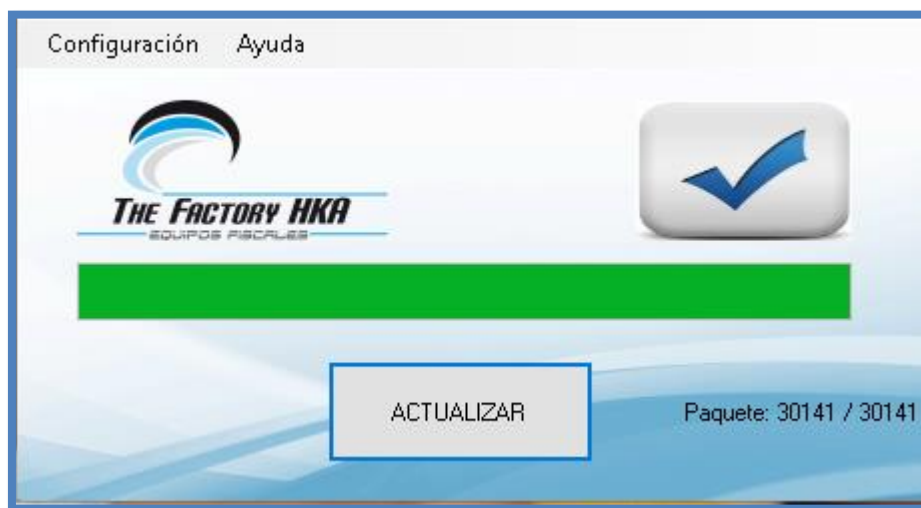 Configuración Ayuda
THE FACTORY HKA
EQUIPOS FISCALES
ACTUALIZAR
Paquete: 30141 / 30141